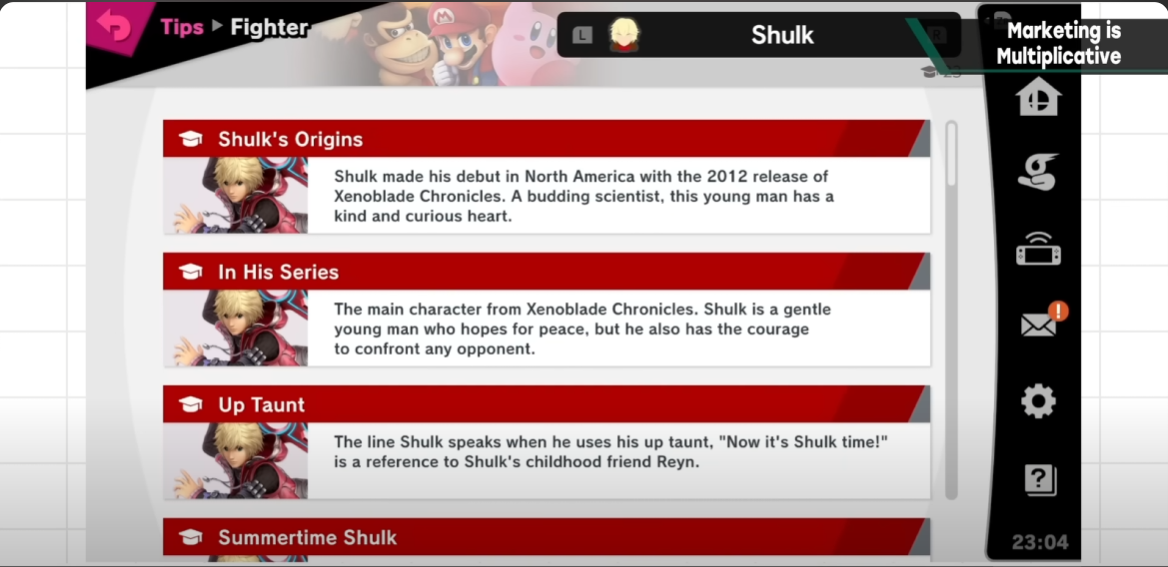 Tips ▶ Fighter
L
Shulk
R
Marketing is
Multiplicative
23
Shulk's Origins
Shulk made his debut in North America with the 2012 release of
Xenoblade Chronicles. A budding scientist, this young man has a
kind and curious heart.
In His Series
The main character from Xenoblade Chronicles. Shulk is a gentle
young man who hopes for peace, but he also has the courage
to confront any opponent.
Up Taunt
The line Shulk speaks when he uses his up taunt, "Now it's Shulk time!"
is a reference to Shulk's childhood friend Reyn.
Summertime Shulk
23:04